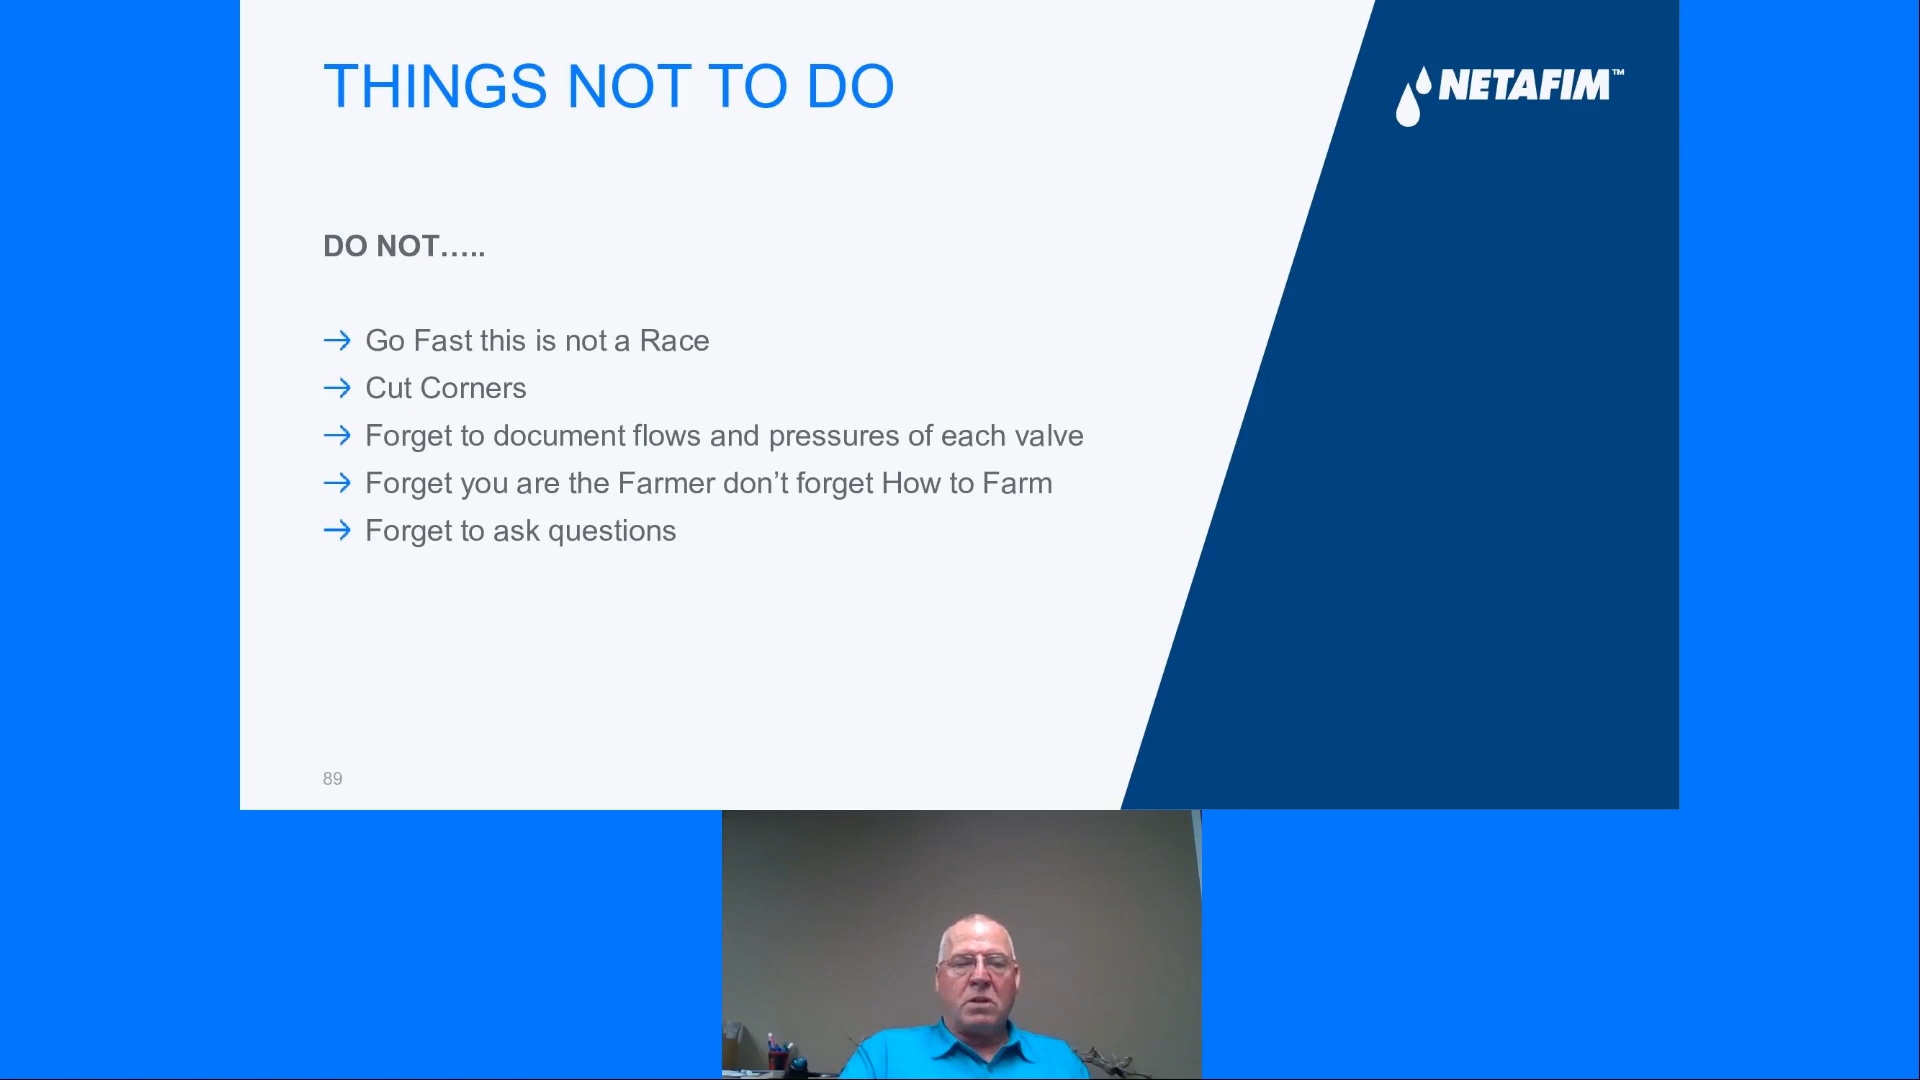 THINGS NOT TO DO
NETAFIM™
DO NOT…..
→ Go Fast this is not a Race
→ Cut Corners
→ Forget to document flows and pressures of each valve
→ Forget you are the Farmer don’t forget How to Farm
→ Forget to ask questions
89